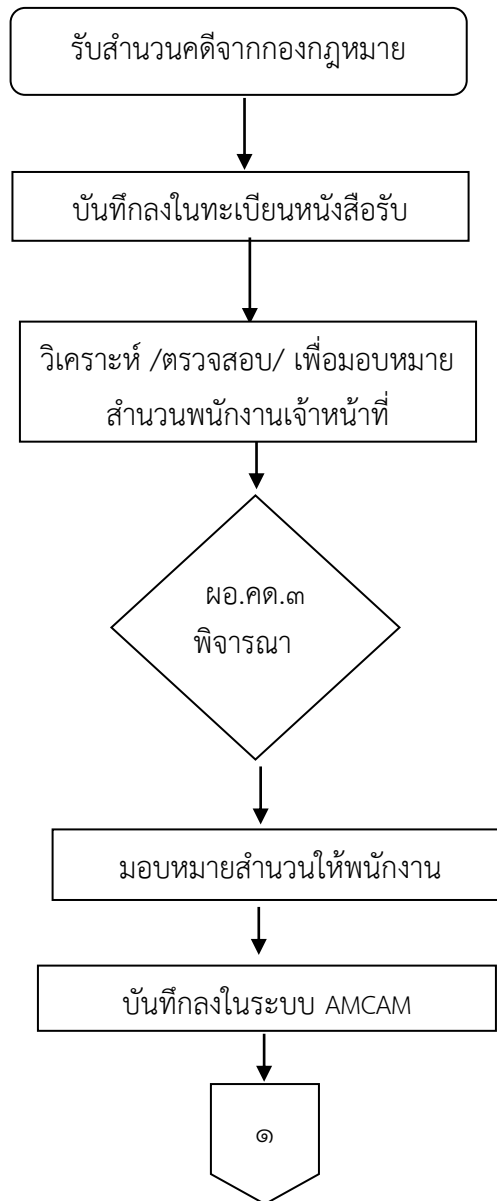 รับสำนวนคดีจากกองกฎหมาย
บันทึกลงในทะเบียนหนังสือรับ
วิเคราะห์ /ตรวจสอบ/ เพื่อมอบหมาย
สำนวนพนักงานเจ้าหน้าที่
ผอ.คด.๓
พิจารณา
มอบหมายสำนวนให้พนักงาน
บันทึกลงในระบบ AMCAM
๑